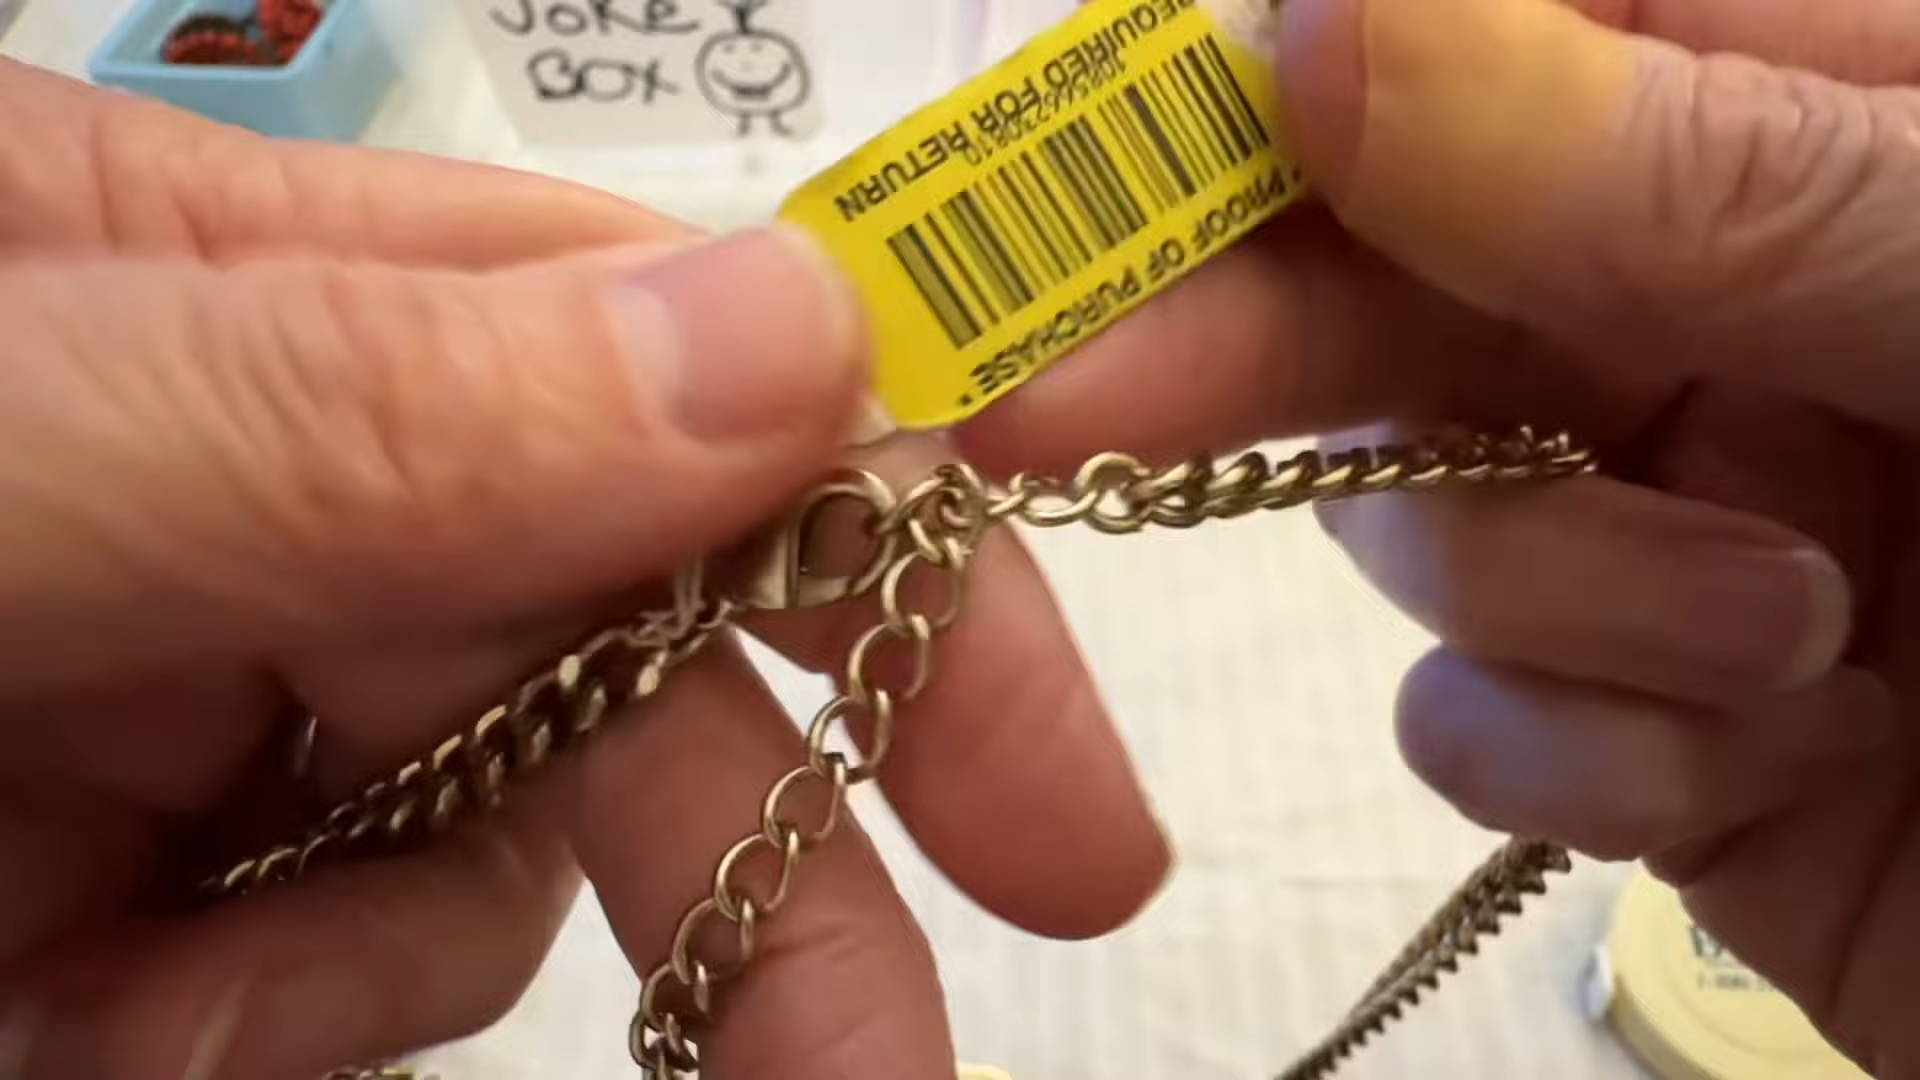 JOKE
BOX
* PROOF OF PURCHASE *
REQUIRED FOR RETURN